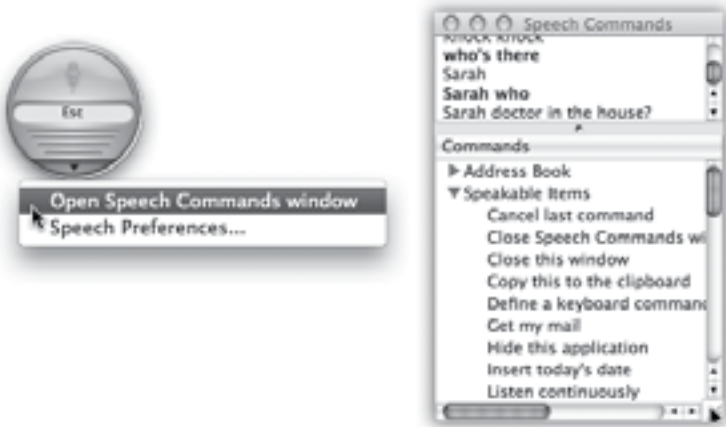 Esc
Open Speech Commands window
Speech Preferences...
Speech Commands
Knock knock
who's there
Sarah
Sarah who
Sarah doctor in the house?
Commands
Address Book
Speakable Items
Cancel last command
Close Speech Commands wi
Close this window
Copy this to the clipboard
Define a keyboard command
Get my mail
Hide this application
Insert today's date
Listen continuously